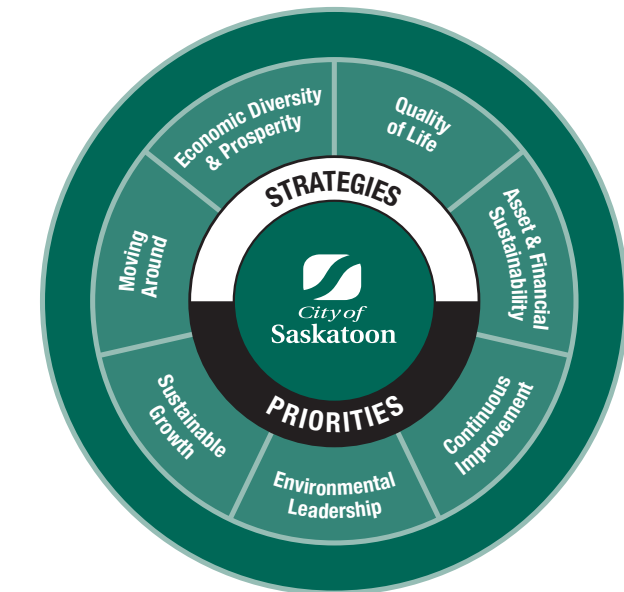 Economic Diversity
& Prosperity
Quality
of Life
Asset & Financial
Sustainability
Continuous
Improvement
Environmental
Leadership
Sustainable
Growth
Moving
Around
STRATEGIES
City of
Saskatoon
PRIORITIES